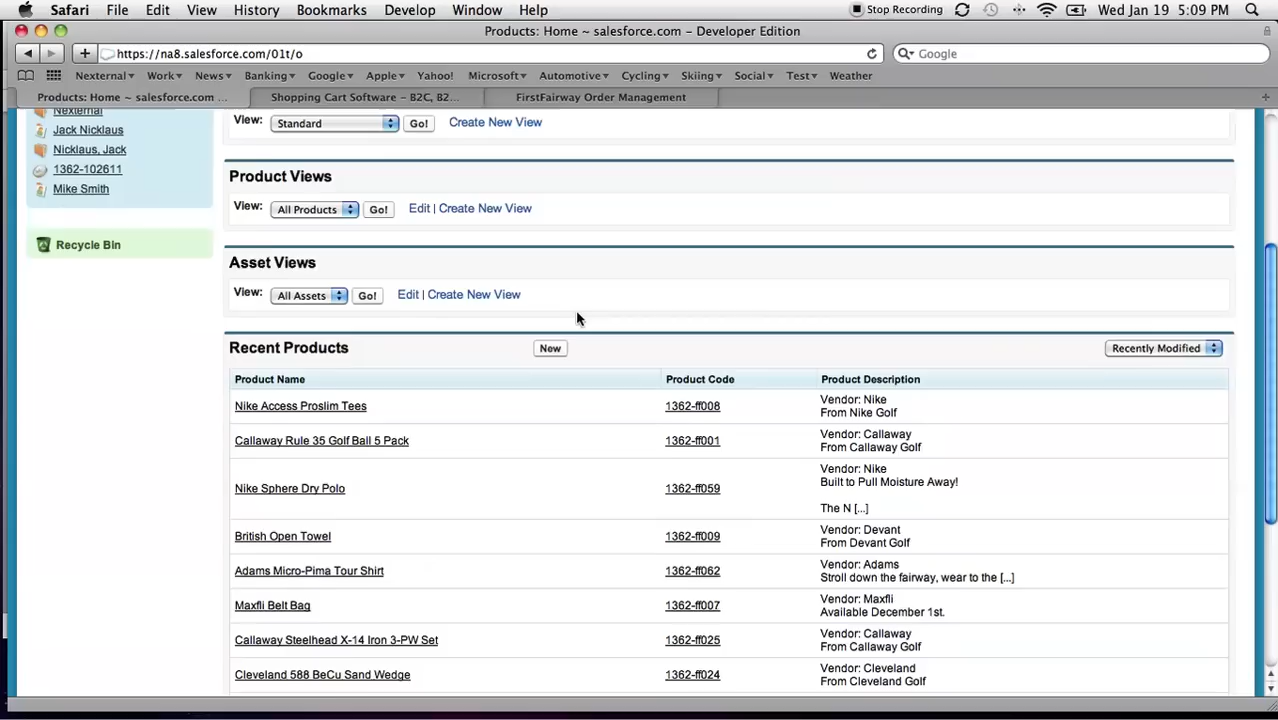 Safari File Edit View History Bookmarks Develop Window Help Stop Recording Wed Jan 19 5:09 PM
Products: Home ~ salesforce.com – Developer Edition
https://na8.salesforce.com/01t/o Google
Nexternal Work News Banking Google Apple Yahoo! Microsoft Automotive Cycling Skiing Social Test Weather
Products: Home ~ salesforce.com ... Shopping Cart Software – B2C, B2... FirstFairway Order Management
Nexternal
Jack Nicklaus
Nicklaus, Jack
1362-102611
Mike Smith
Recycle Bin
View: Standard Go! Create New View
Product Views
View: All Products Go! Edit | Create New View
Asset Views
View: All Assets Go! Edit | Create New View
Recent Products New Recently Modified
Product Name Product Code Product Description
Nike Access Proslim Tees 1362-ff008 Vendor: Nike
From Nike Golf
Callaway Rule 35 Golf Ball 5 Pack 1362-ff001 Vendor: Callaway
From Callaway Golf
Nike Sphere Dry Polo 1362-ff059 Vendor: Nike
Built to Pull Moisture Away!
The N [...]
British Open Towel 1362-ff009 Vendor: Devant
From Devant Golf
Adams Micro-Pima Tour Shirt 1362-ff062 Vendor: Adams
Stroll down the fairway, wear to the [...]
Maxfli Belt Bag 1362-ff007 Vendor: Maxfli
Available December 1st.
Callaway Steelhead X-14 Iron 3-PW Set 1362-ff025 Vendor: Callaway
From Callaway Golf
Cleveland 588 BeCu Sand Wedge 1362-ff024 Vendor: Cleveland
From Cleveland Golf